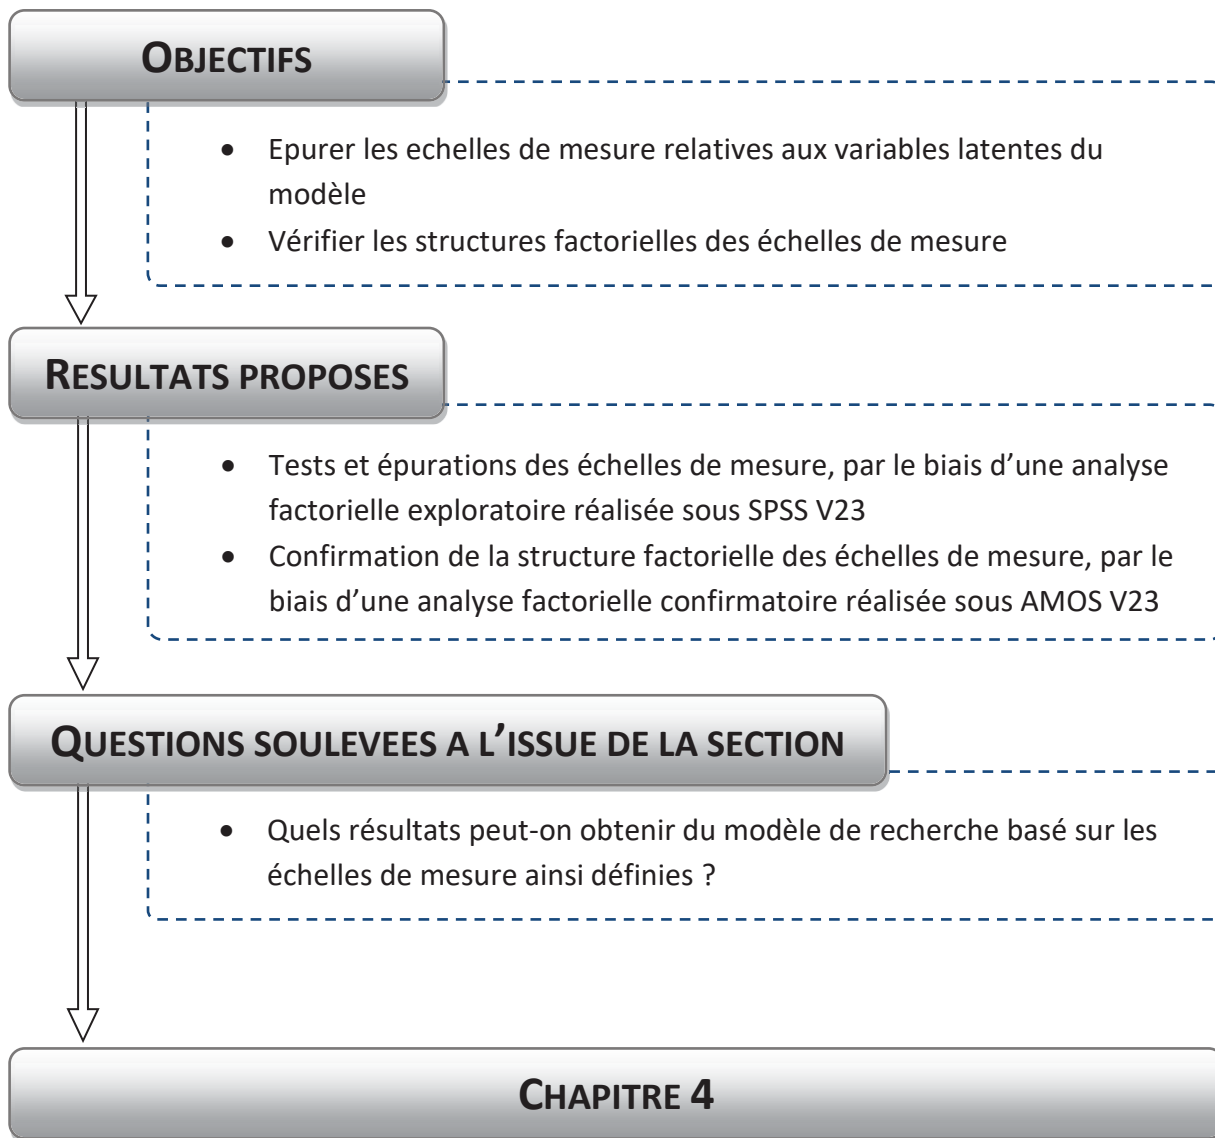 OBJECTIFS
• Epurer les echelles de mesure relatives aux variables latentes du
modèle
• Vérifier les structures factorielles des échelles de mesure
RESULTATS PROPOSES
• Tests et épurations des échelles de mesure, par le biais d’une analyse
factorielle exploratoire réalisée sous SPSS V23
• Confirmation de la structure factorielle des échelles de mesure, par le
biais d’une analyse factorielle confirmatoire réalisée sous AMOS V23
QUESTIONS SOULEVEES A L’ISSUE DE LA SECTION
• Quels résultats peut-on obtenir du modèle de recherche basé sur les
échelles de mesure ainsi définies ?
CHAPITRE 4